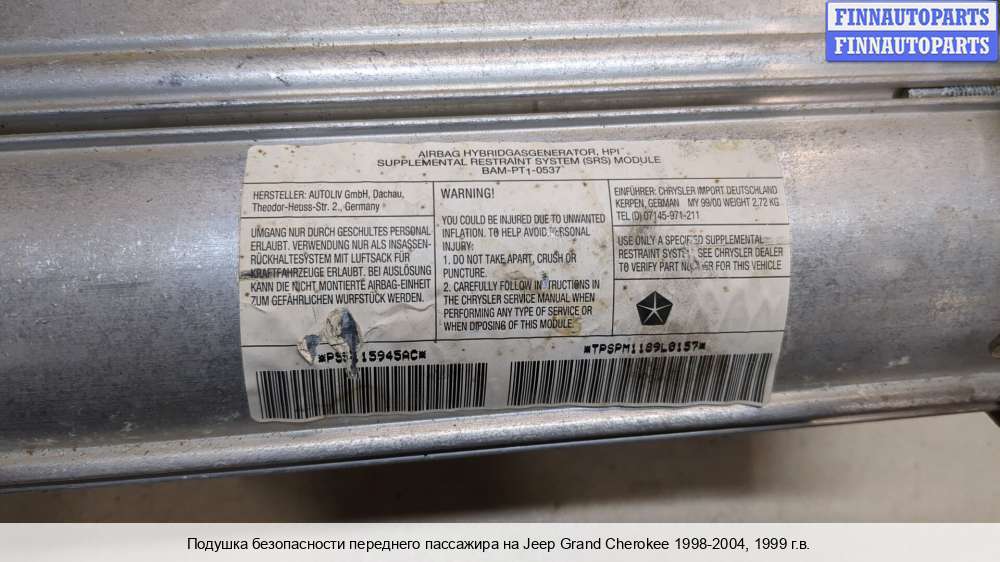 FINNAUTOPARTS
FINNAUTOPARTS
AIRBAG HYBRIDGASGENERATOR, HPI
SUPPLEMENTAL RESTRAINT SYSTEM (SRS) MODULE
BAM-PT1-0537
HERSTELLER: AUTOLIV GmbH, Dachau,
Theodor-Heuss-Str. 2., Germany
UMGANG NUR DURCH GESCHULTES PERSONAL
ERLAUBT. VERWENDUNG NUR ALS INSASSEN-
RÜCKHALTESYSTEM MIT LUFTSACK FÜR
KRAFTFAHRZEUGE ERLAUBT. BEI AUSLÖSUNG
KANN DIE NICHT MONTIERTE AIRBAG-EINHEIT
ZUM GEFÄHRLICHEN WURFSTÜCK WERDEN.
WARNING!
YOU COULD BE INJURED DUE TO UNWANTED
INFLATION. TO HELP AVOID PERSONAL
INJURY:
1. DO NOT TAKE APART, CRUSH OR
PUNCTURE.
2. CAREFULLY FOLLOW INSTRUCTIONS IN
THE CHRYSLER SERVICE MANUAL WHEN
PERFORMING ANY TYPE OF SERVICE OR
WHEN DIPOSING OF THIS MODULE.
EINFÜHRER: CHRYSLER IMPORT DEUTSCHLAND
KERPEN, GERMAN MY 99/00 WEIGHT 2,72 KG
TEL (D) 07145-971-211
USE ONLY A SPECIFIED SUPPLEMENTAL
RESTRAINT SYSTEM. SEE CHRYSLER DEALER
TO VERIFY PART NUMBER FOR THIS VEHICLE
*TPSPM1189L0157*
Подушка безопасности переднего пассажира на Jeep Grand Cherokee 1998-2004, 1999 г.в.